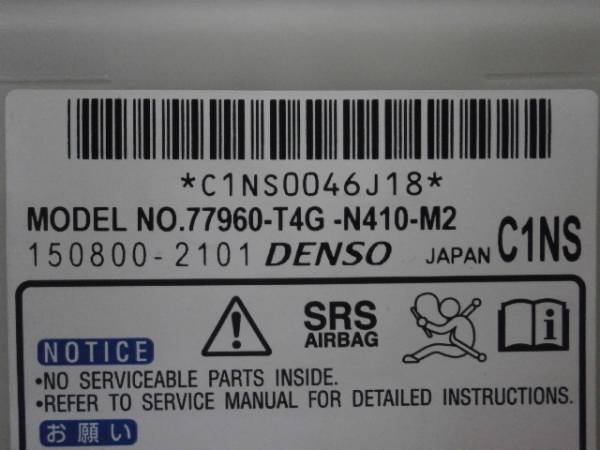 *C1NS0046J18*
MODEL NO.77960-T4G -N410-M2
150800-2101 DENSO JAPAN C1NS
SRS
AIRBAG
i
NOTICE
•NO SERVICEABLE PARTS INSIDE.
•REFER TO SERVICE MANUAL FOR DETAILED INSTRUCTIONS.
お願い